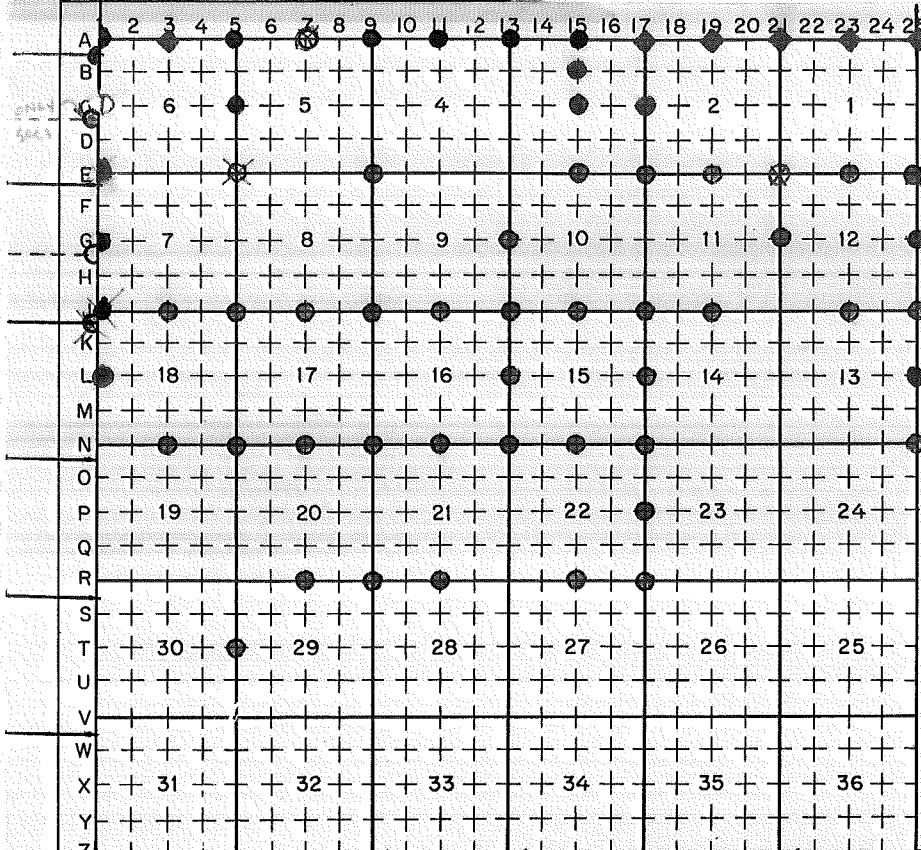 1 2 3 4 5 6 7 8 9 10 11 12 13 14 15 16 17 18 19 20 21 22 23 24
A
B
C 6 5 4 2 1
D
E
F
G 7 8 9 10 11 12
H
K
L 18 17 16 15 14 13
M
N
O
P 19 20 21 22 23 24
Q
R
S
T 30 29 28 27 26 25
U
V
W
X 31 32 33 34 35 36
Y
Z